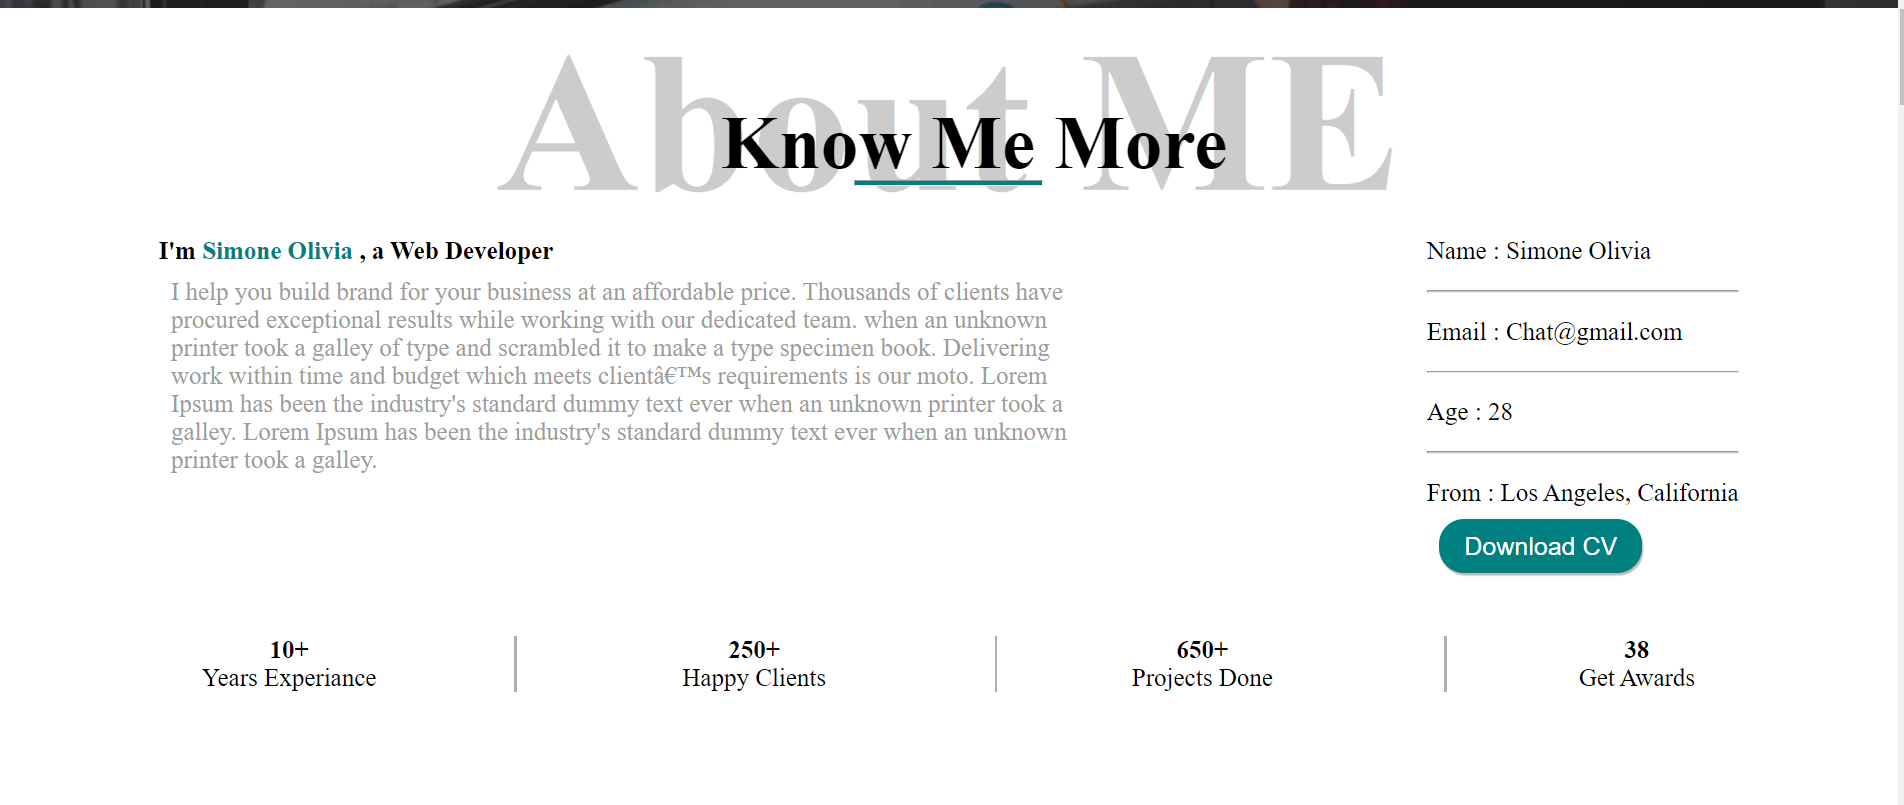 About ME
Know Me More
I'm Simone Olivia , a Web Developer
I help you build brand for your business at an affordable price. Thousands of clients have
procured exceptional results while working with our dedicated team. when an unknown
printer took a galley of type and scrambled it to make a type specimen book. Delivering
work within time and budget which meets clientâ€™s requirements is our moto. Lorem
Ipsum has been the industry's standard dummy text ever when an unknown printer took a
galley. Lorem Ipsum has been the industry's standard dummy text ever when an unknown
printer took a galley.
Name : Simone Olivia
Email : Chat@gmail.com
Age : 28
From : Los Angeles, California
Download CV
10+
Years Experiance
250+
Happy Clients
650+
Projects Done
38
Get Awards